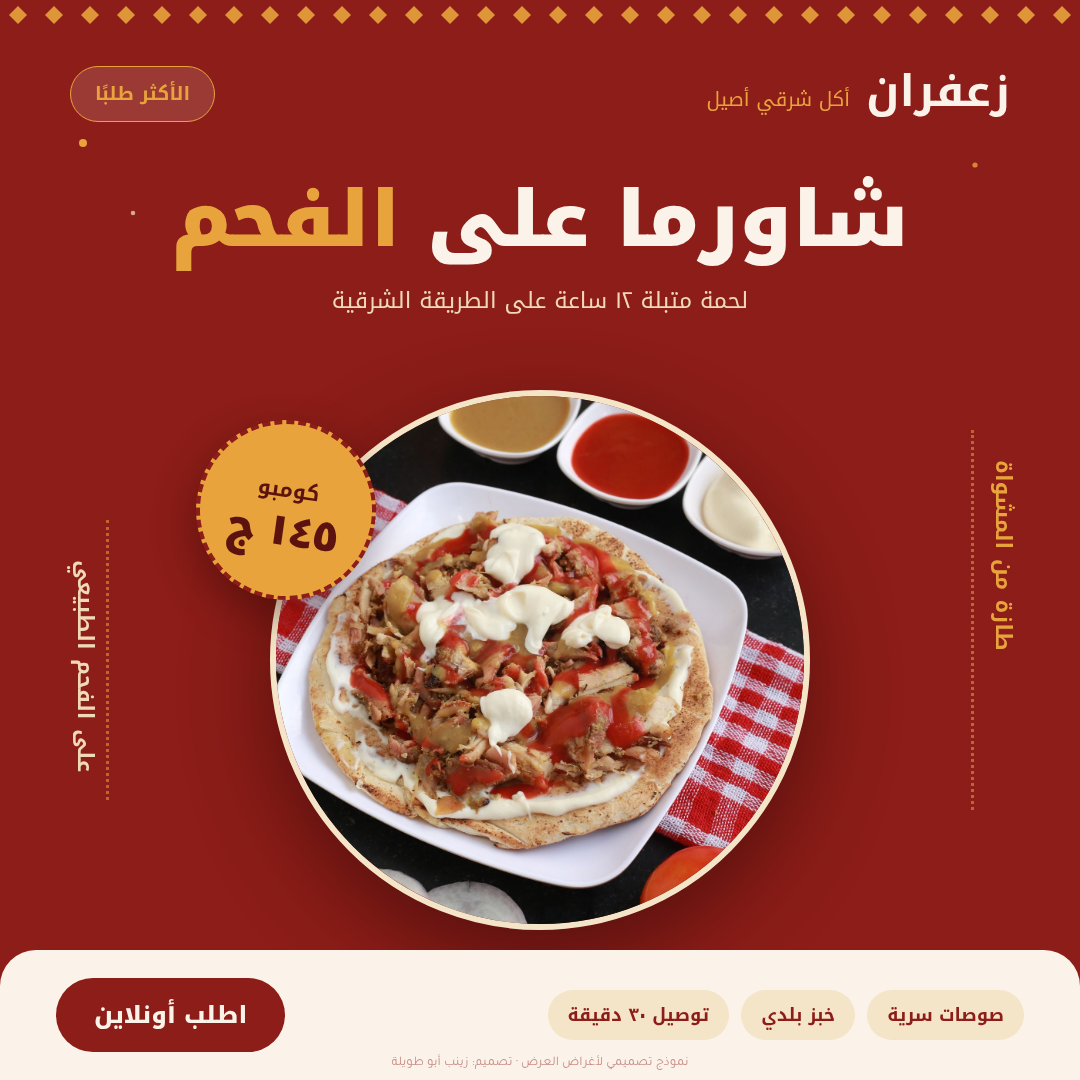 زعفران
أكل شرقي أصيل
الأكثر طلبًا
شاورما على الفحم
لحمة متبلة ١٢ ساعة على الطريقة الشرقية
كومبو
١٤٥ ج
طازة من المشواة
على الفحم الطبيعي
صوصات سرية
خبز بلدي
توصيل ٣٠ دقيقة
اطلب أونلاين
نموذج تصميمي لأغراض العرض · تصميم: زينب أبو طويلة